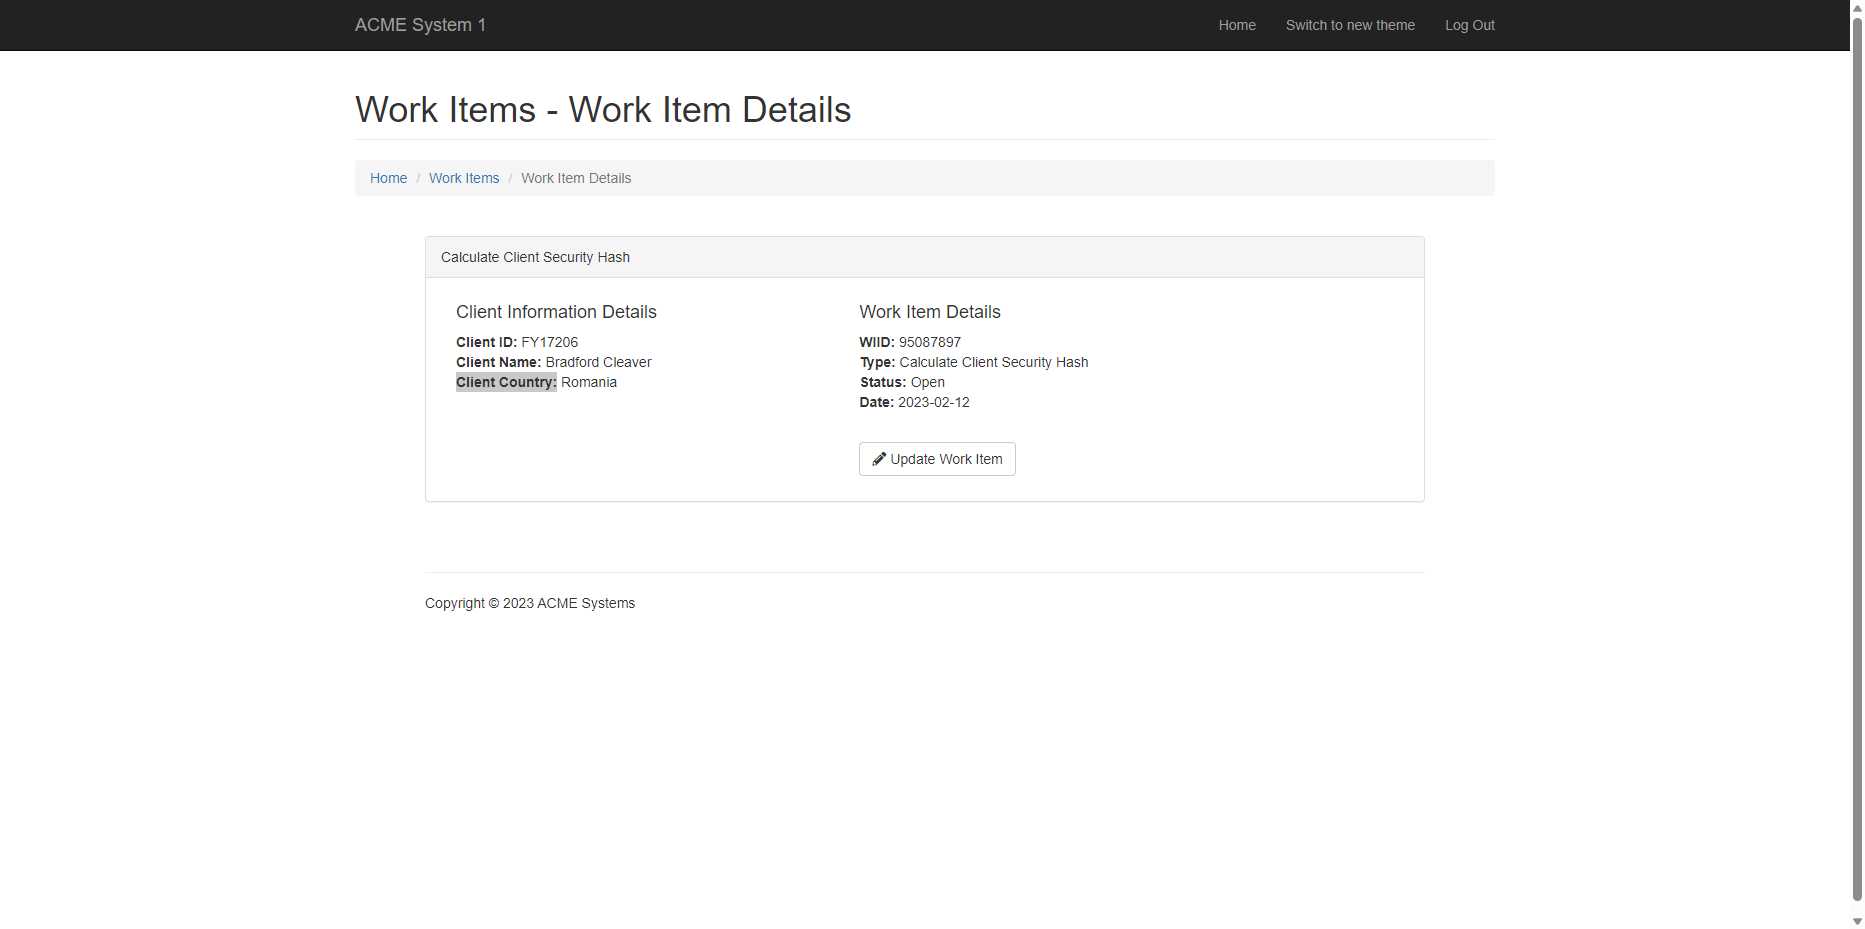 ACME System 1
Home Switch to new theme Log Out
Work Items - Work Item Details
Home / Work Items / Work Item Details
Calculate Client Security Hash
Client Information Details
Client ID: FY17206
Client Name: Bradford Cleaver
Client Country: Romania
Work Item Details
WIID: 95087897
Type: Calculate Client Security Hash
Status: Open
Date: 2023-02-12
Update Work Item
Copyright © 2023 ACME Systems